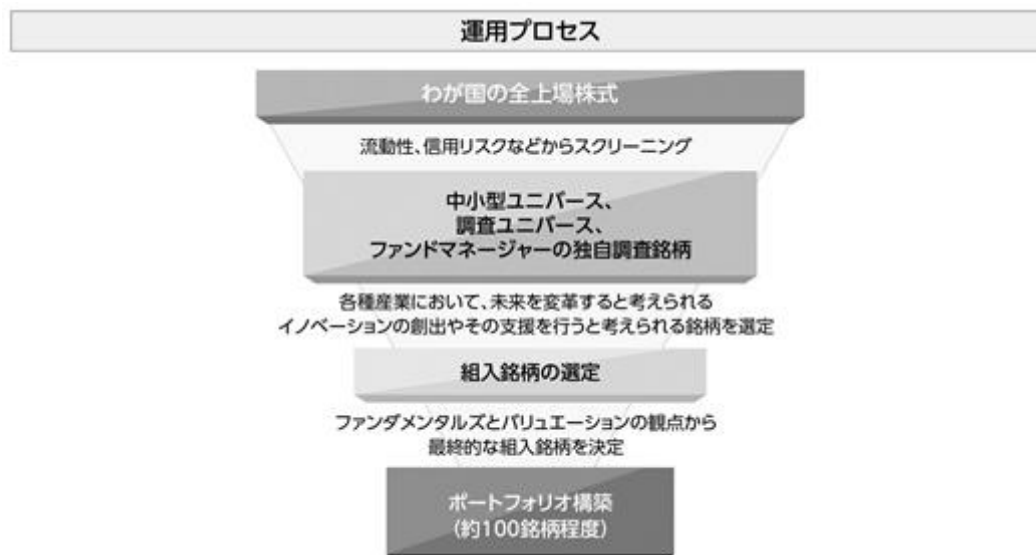 運用プロセス
わが国の全上場株式
流動性、信用リスクなどからスクリーニング
中小型ユニバース、
調査ユニバース、
ファンドマネージャーの独自調査銘柄
各種産業において、未来を変革すると考えられる
イノベーションの創出やその支援を行うと考えられる銘柄を選定
組入銘柄の選定
ファンダメンタルズとバリュエーションの観点から
最終的な組入銘柄を決定
ポートフォリオ構築
(約100銘柄程度)